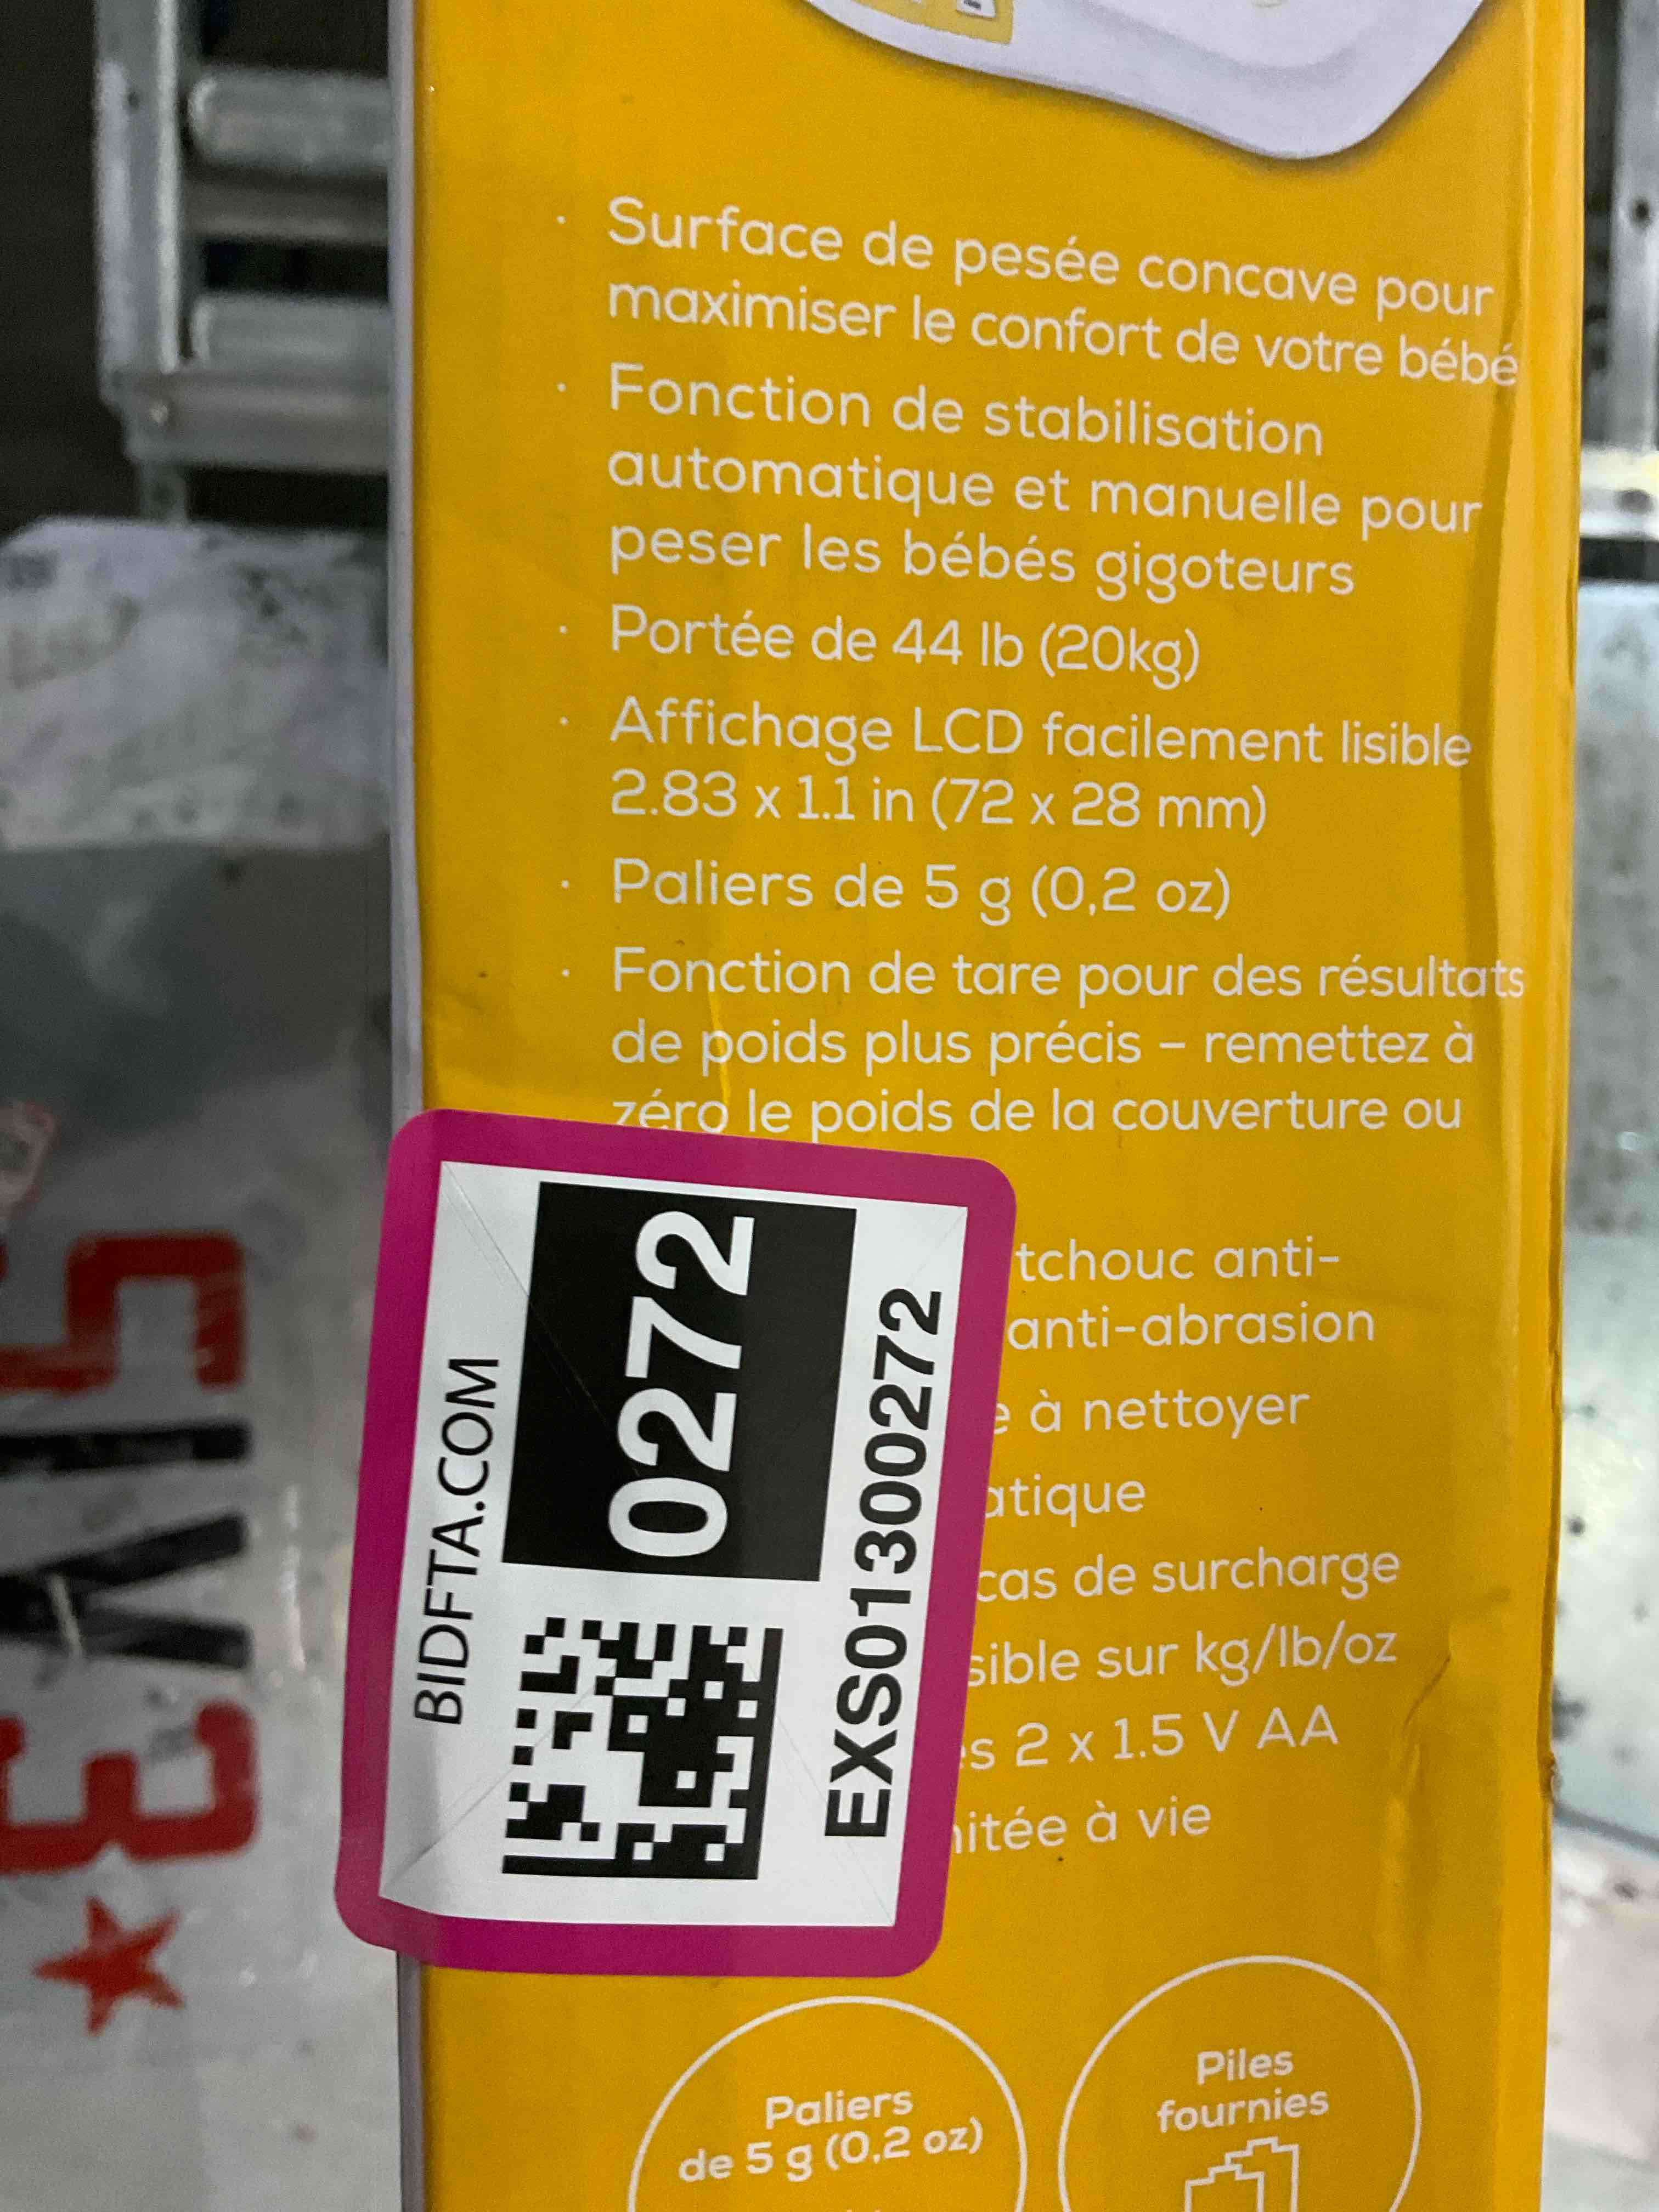 · Surface de pesée concave pour
maximiser le confort de votre bébé
· Fonction de stabilisation
automatique et manuelle pour
peser les bébés gigoteurs
· Portée de 44 lb (20kg)
· Affichage LCD facilement lisible
2.83 x 1.1 in (72 x 28 mm)
· Paliers de 5 g (0,2 oz)
· Fonction de tare pour des résultats
de poids plus précis – remettez à
zéro le poids de la couverture ou
tchouc anti-
anti-abrasion
à nettoyer
atique
cas de surcharge
sible sur kg/lb/oz
s 2 x 1.5 V AA
itée à vie
BIDFTA.COM
0272
EXS01300272
Paliers
de 5 g (0,2 oz)
Piles
fournies